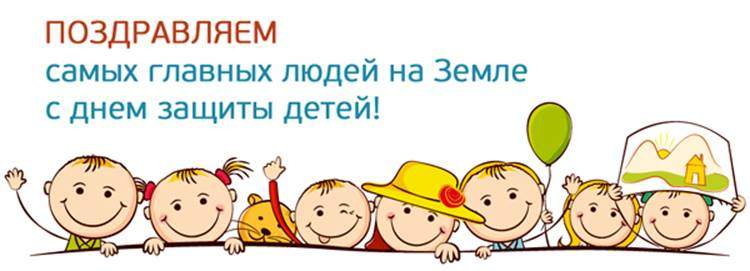 ПОЗДРАВЛЯЕМ
самых главных людей на Земле
с днем защиты детей!